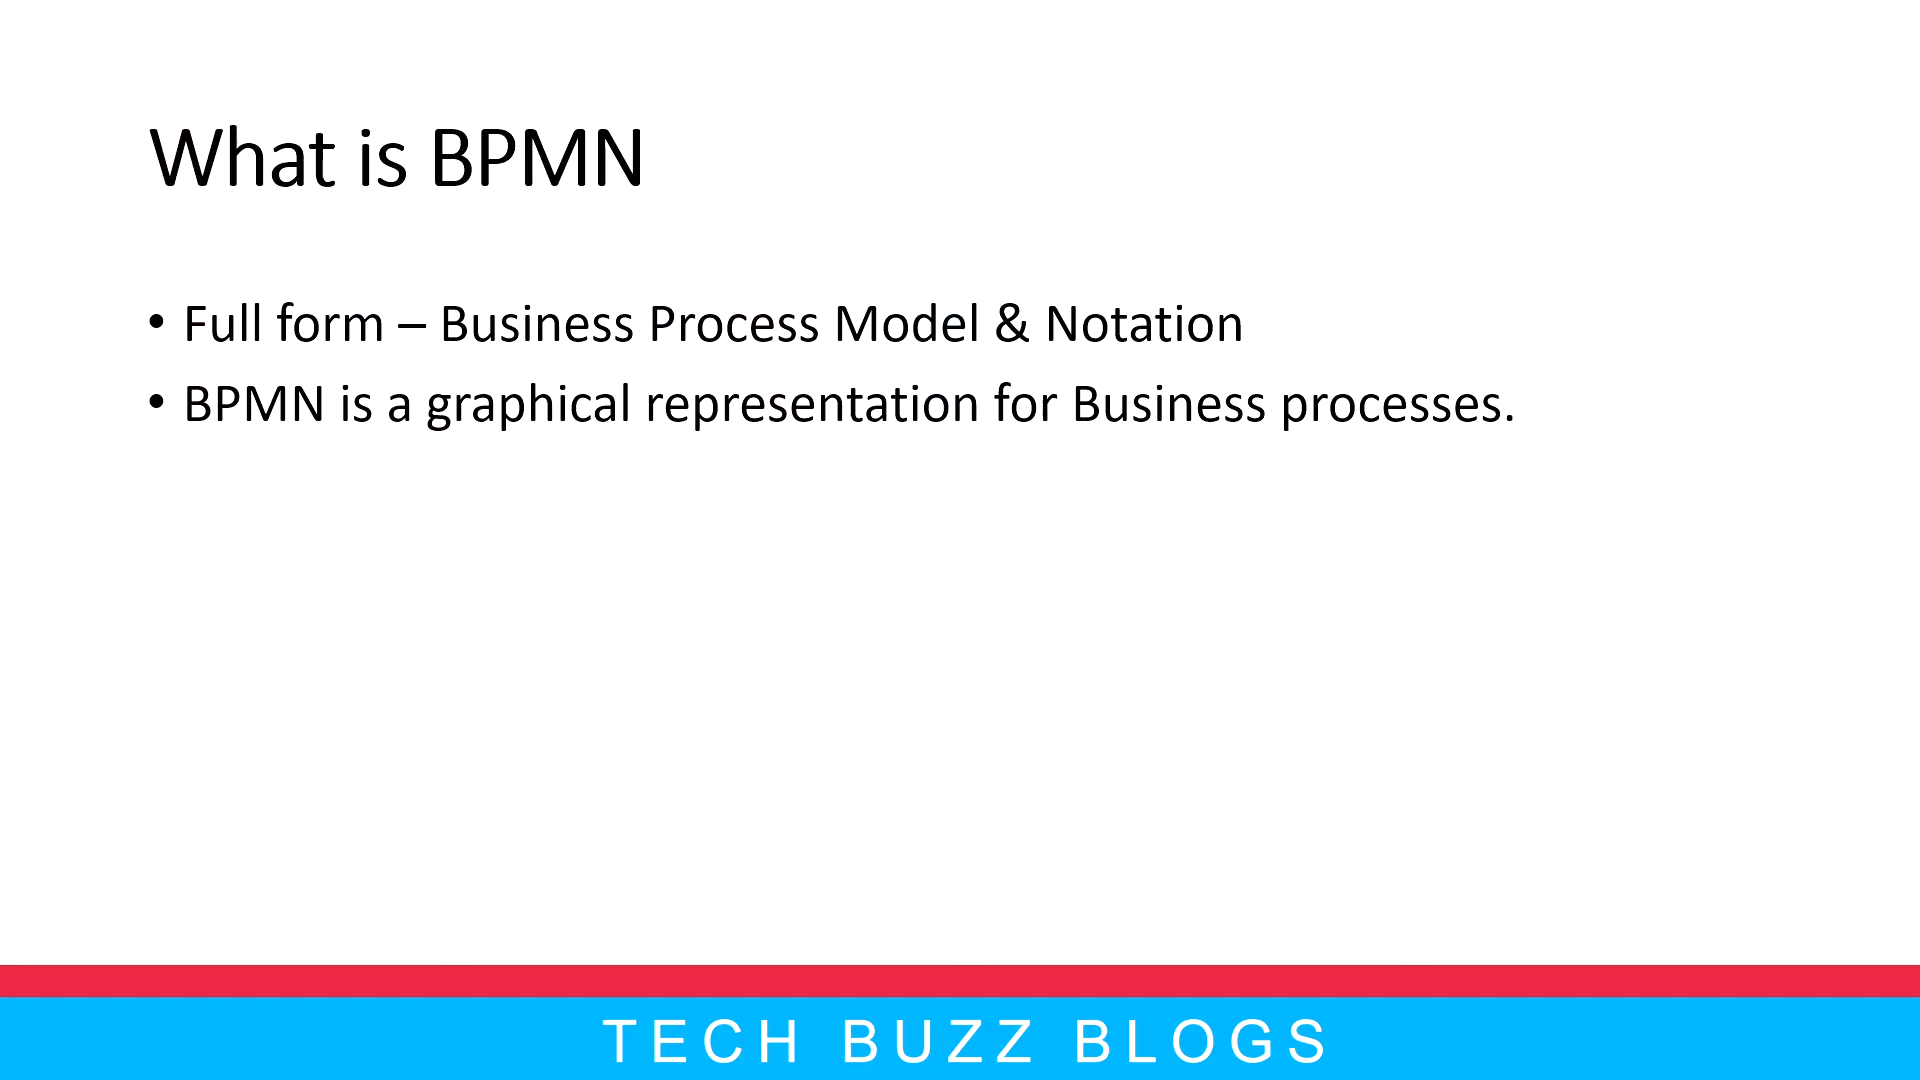 What is BPMN
• Full form – Business Process Model & Notation
• BPMN is a graphical representation for Business processes.
TECH BUZZ BLOGS